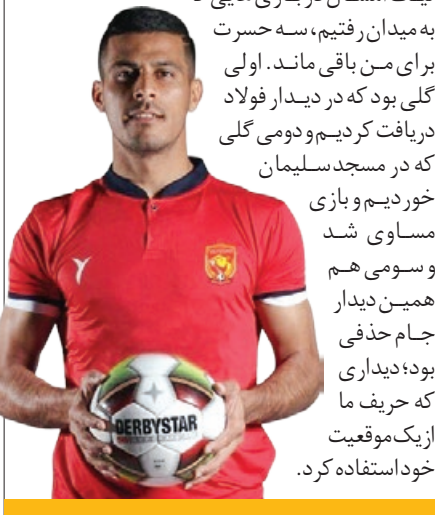 به میدان رفتیم، سه حسرت
برای من باقی ماند. اولی
گلی بود که در دیدار فولاد
دریافت کردیم و دومی گلی
که در مسجدسلیمان
خوردیم و بازی
مساوی شد
و سومی هم
همین دیدار
جام حذفی
بود؛ دیداری
که حریف ما
از یک موقعیت
خود استفاده کرد.
DERBYSTAR